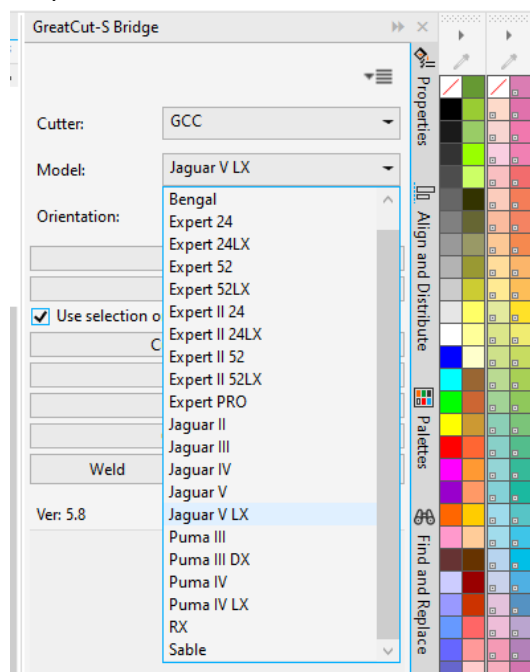 GreatCut-S Bridge
Cutter: GCC
Model: Jaguar V LX
Orientation:
Bengal
Expert 24
Expert 24LX
Expert 52
Expert 52LX
Expert II 24
Expert II 24LX
Expert II 52
Expert II 52LX
Expert PRO
Jaguar II
Jaguar III
Jaguar IV
Jaguar V
Jaguar V LX
Puma III
Puma III DX
Puma IV
Puma IV LX
RX
Sable
Use selection o
C
Weld
Ver: 5.8
Properties
Align and Distribute
Palettes
Find and Replace